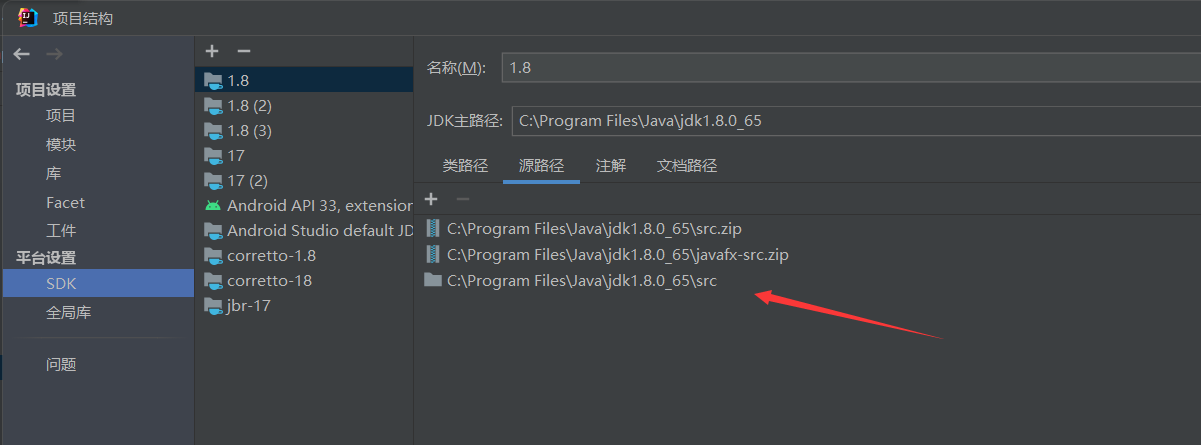 项目结构
项目设置
项目
模块
库
Facet
工件
平台设置
SDK
全局库
问题
1.8
1.8 (2)
1.8 (3)
17
17 (2)
Android API 33, extension
Android Studio default JD
corretto-1.8
corretto-18
jbr-17
名称(M): 1.8
JDK主路径: C:\Program Files\Java\jdk1.8.0_65
类路径 源路径 注解 文档路径
C:\Program Files\Java\jdk1.8.0_65\src.zip
C:\Program Files\Java\jdk1.8.0_65\javafx-src.zip
C:\Program Files\Java\jdk1.8.0_65\src